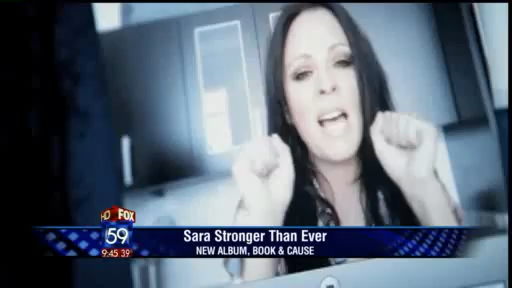 Sara Stronger Than Ever
NEW ALBUM, BOOK & CAUSE
HD FOX
59
9:45 39